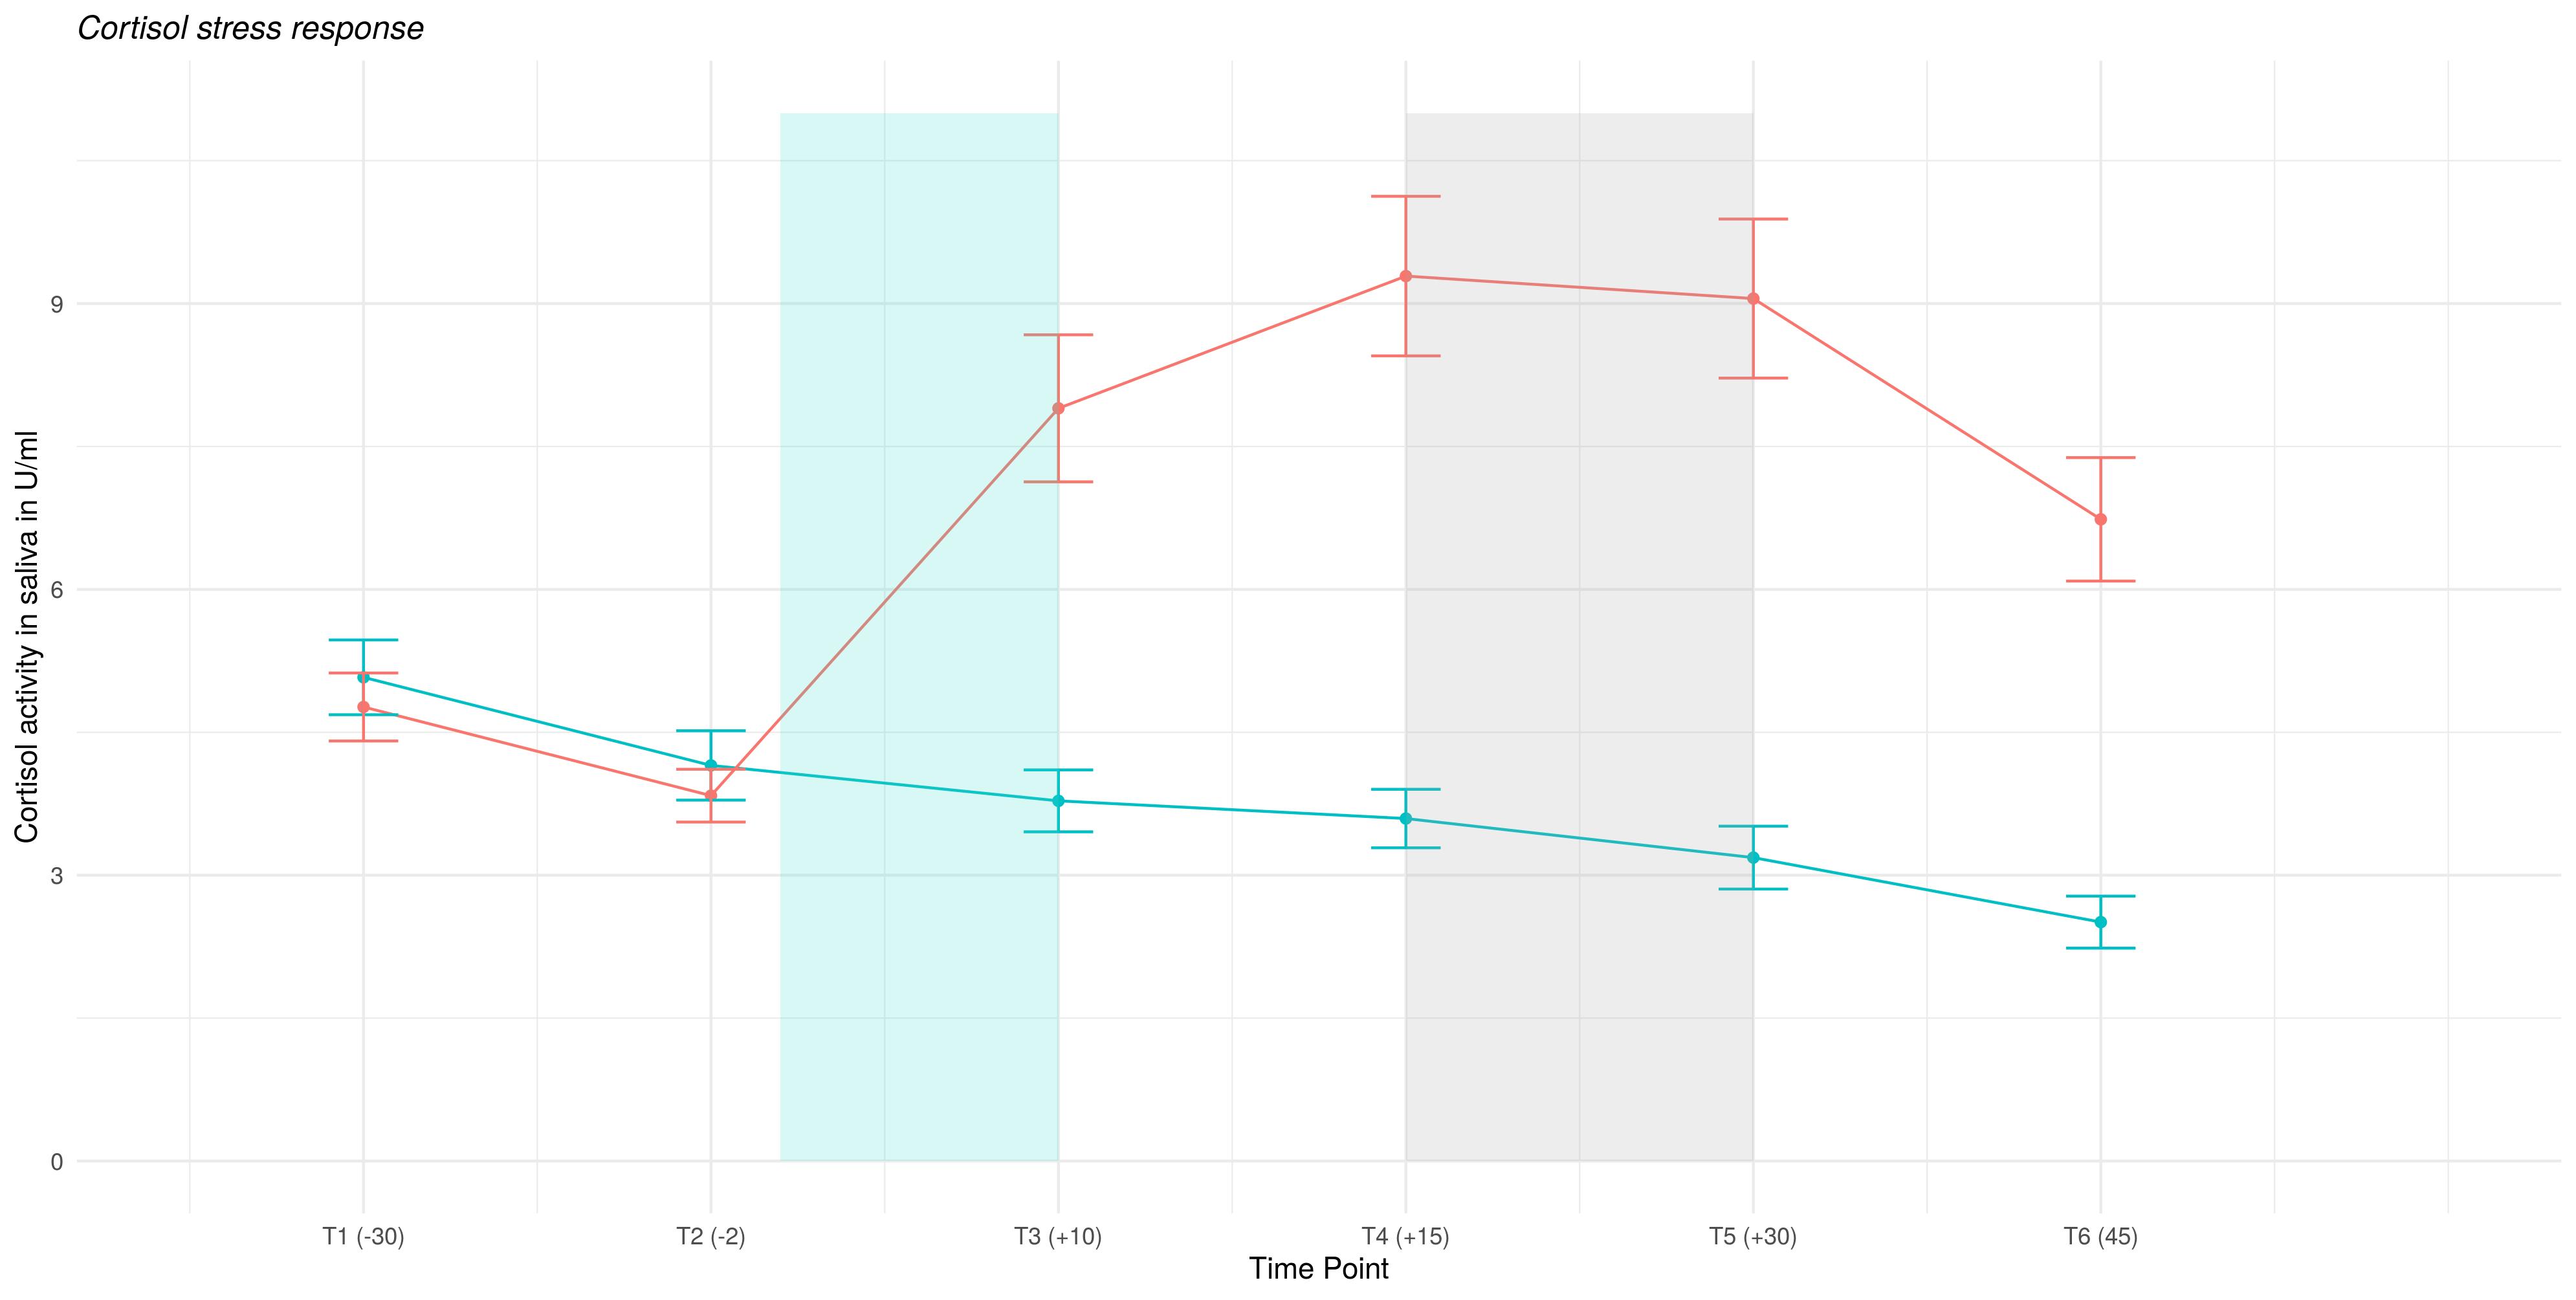 Cortisol stress response
Cortisol activity in saliva in U/ml
9
6
3
0
T1 (-30) T2 (-2) T3 (+10) T4 (+15) T5 (+30) T6 (45)
Time Point